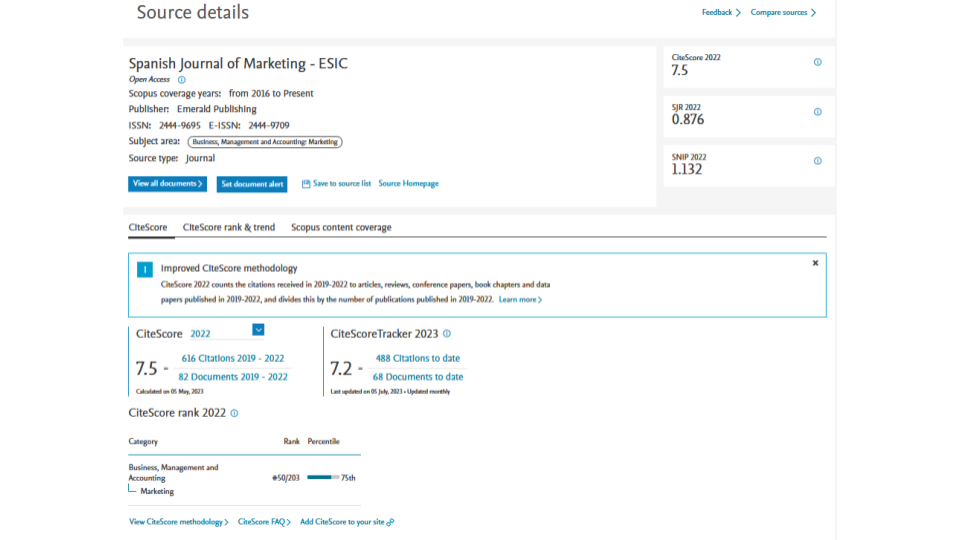 Source details
Feedback
Compare sources
Spanish Journal of Marketing - ESIC
Open Access
Scopus coverage years: from 2016 to Present
Publisher: Emerald Publishing
ISSN: 2444-9695 E-ISSN: 2444-9709
Subject area: Business, Management and Accounting: Marketing
Source type: Journal
View all documents
Set document alert
Save to source list
Source Homepage
CiteScore 2022
7.5
SJR 2022
0.876
SNIP 2022
1.132
CiteScore
CiteScore rank & trend
Scopus content coverage
Improved CiteScore methodology
CiteScore 2022 counts the citations received in 2019-2022 to articles, reviews, conference papers, book chapters and data
papers published in 2019-2022, and divides this by the number of publications published in 2019-2022. Learn more
CiteScore 2022
616 Citations 2019 - 2022
7.5 =
82 Documents 2019 - 2022
Calculated on 05 May, 2023
CiteScoreTracker 2023
488 Citations to date
7.2 =
68 Documents to date
Last updated on 05 July, 2023 • Updated monthly
CiteScore rank 2022
Category Rank Percentile
Business, Management and
Accounting
#50/203 75th
Marketing
View CiteScore methodology
CiteScore FAQ
Add CiteScore to your site